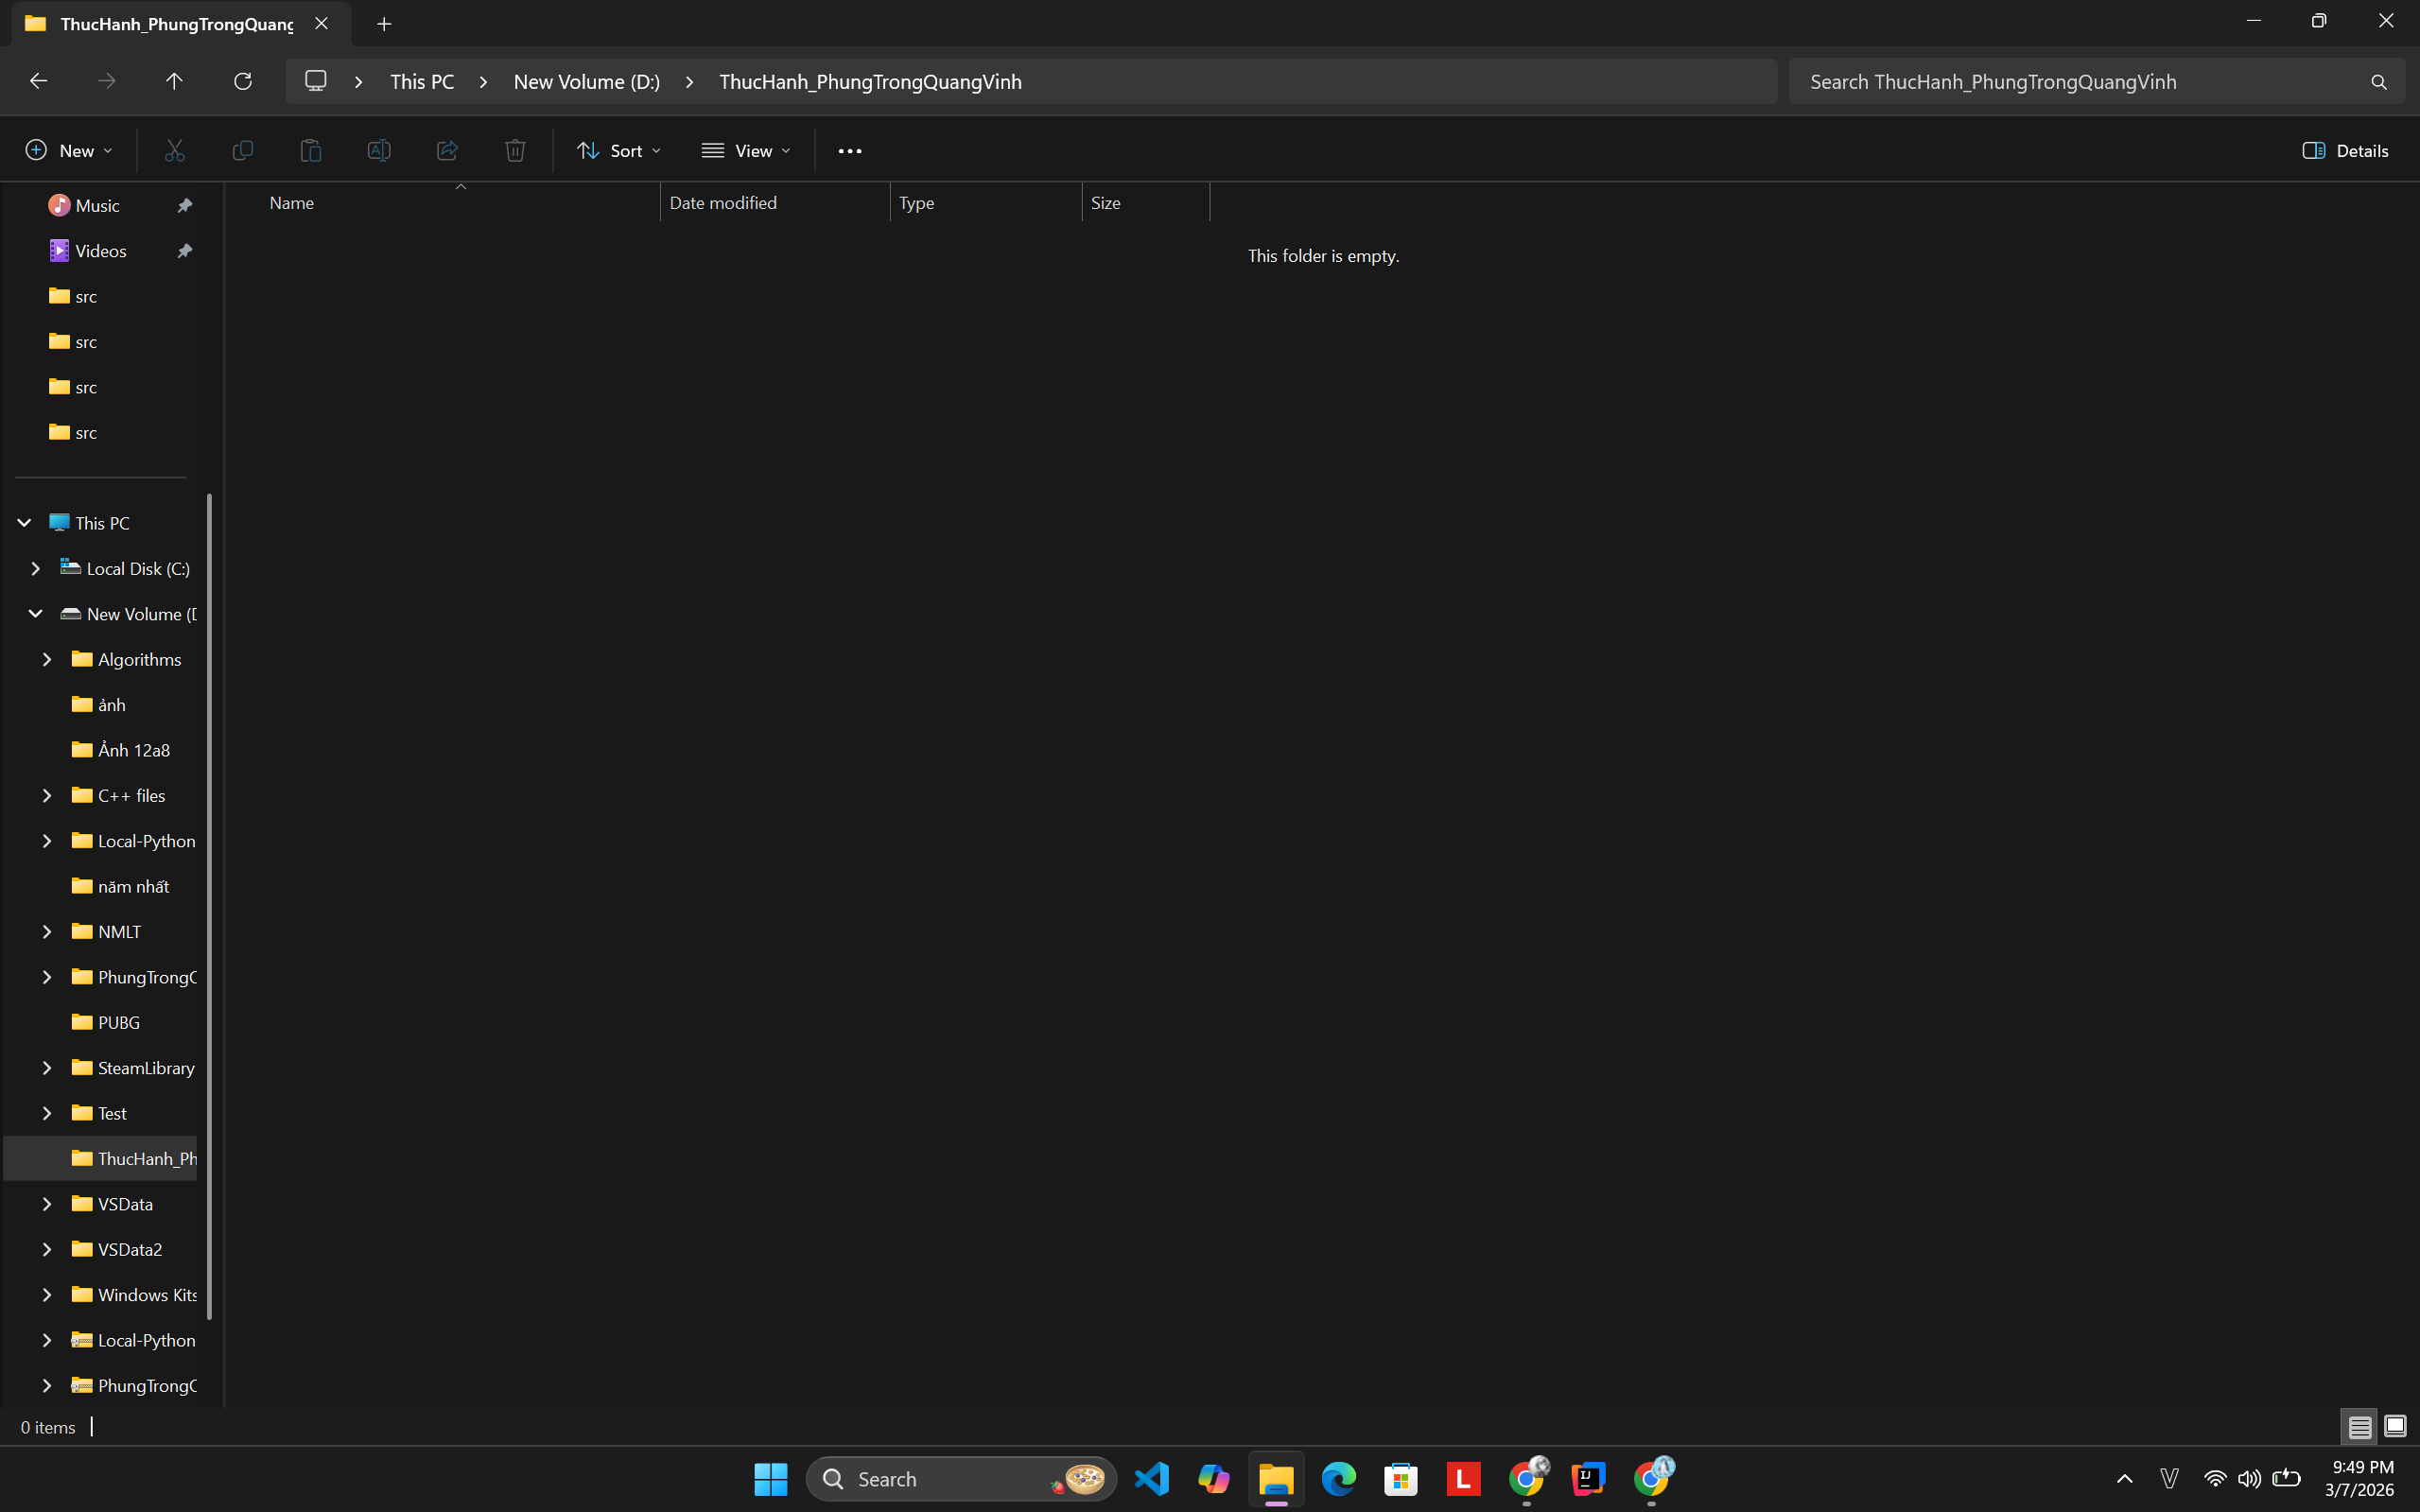 ThucHanh_PhungTrongQuang
This PC > New Volume (D:) > ThucHanh_PhungTrongQuangVinh
Search ThucHanh_PhungTrongQuangVinh
New
Sort
View
Details
Name Date modified Type Size
This folder is empty.
Music
Videos
src
src
src
src
This PC
Local Disk (C:)
New Volume (D
Algorithms
ảnh
Ảnh 12a8
C++ files
Local-Python
năm nhất
NMLT
PhungTrongQ
PUBG
SteamLibrary
Test
ThucHanh_Ph
VSData
VSData2
Windows Kits
Local-Python
PhungTrongQ
0 items
Search
L
IJ
V
9:49 PM
3/7/2026